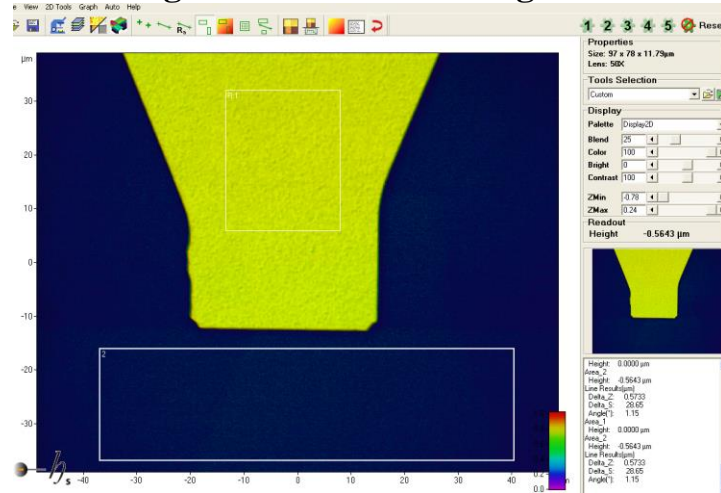 View 2D Tools Graph Auto Help
1 2 3 4 5 Rese
Properties
Size: 97 x 78 x 11.79µm
Lens: 50X
Tools Selection
Custom
Display
Palette Display2D
Blend 25
Color 100
Bright 0
Contrast 100
ZMin -0.78
ZMax 0.24
Readout
Height -0.5643 µm
µm
30
20
10
0
-10
-20
-30
2
-40 -30 -20 -10 0 10 20 30 40
0.2
0.0
Height: 0.0000 µm
Area_2
Height: -0.5643 µm
Line Results(µm)
Delta_Z: 0.5733
Delta_S: 28.65
Angle(°): 1.15
Area_1
Height: 0.0000 µm
Area_2
Height: -0.5643 µm
Line Results(µm)
Delta_Z: 0.5733
Delta_S: 28.65
Angle(°): 1.15